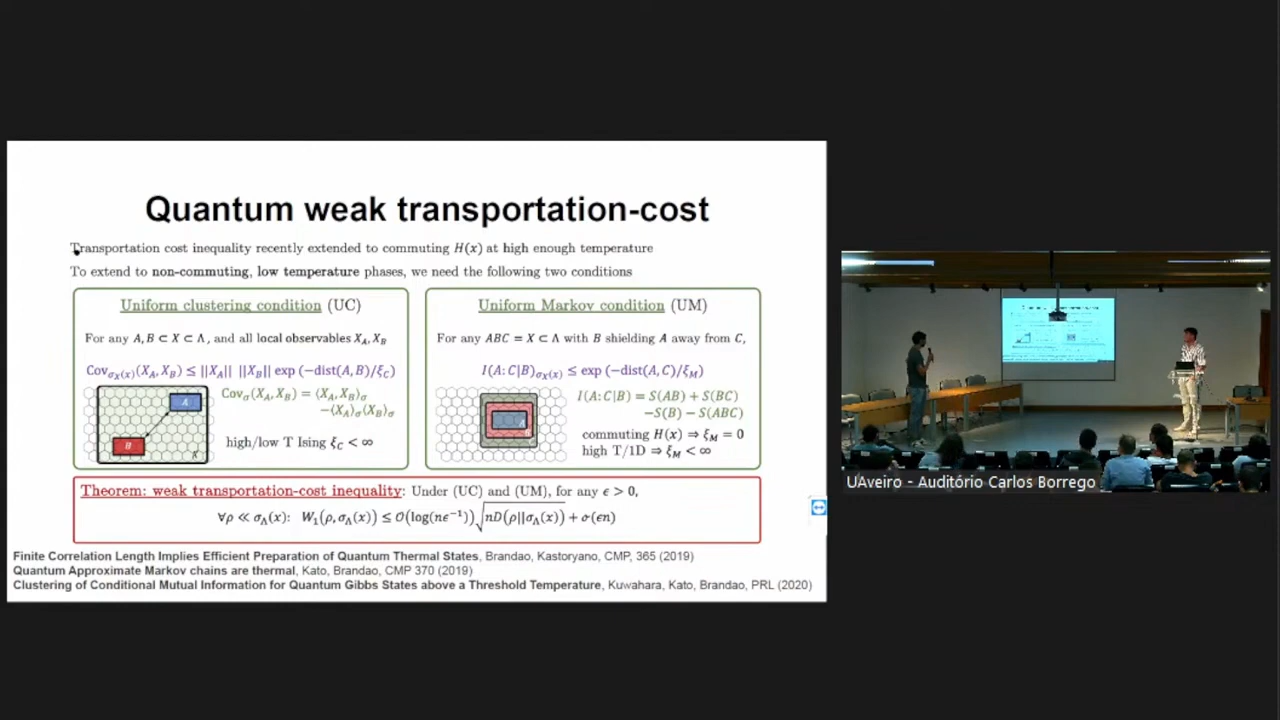 Quantum weak transportation-cost
Transportation cost inequality recently extended to commuting H(x) at high enough temperature
To extend to non-commuting, low temperature phases, we need the following two conditions
Uniform clustering condition (UC)
For any A, B ⊂ X ⊂ Λ, and all local observables X_A, X_B
Cov_{σ_X(x)}(X_A, X_B) ≤ ||X_A|| ||X_B|| exp(−dist(A, B)/ξ_C)
A
B
X
Cov_σ(X_A, X_B) = ⟨X_A, X_B⟩_σ
−⟨X_A⟩_σ⟨X_B⟩_σ
high/low T Ising ξ_C < ∞
Uniform Markov condition (UM)
For any ABC = X ⊂ Λ with B shielding A away from C,
I(A: C|B)_{σ_X(x)} ≤ exp(−dist(A, C)/ξ_M)
A
B
I(A: C|B) = S(AB) + S(BC)
−S(B) − S(ABC)
commuting H(x) ⇒ ξ_M = 0
high T/1D ⇒ ξ_M < ∞
Theorem: weak transportation-cost inequality: Under (UC) and (UM), for any ϵ > 0,
∀ρ ≪ σ_Λ(x): W_1(ρ, σ_Λ(x)) ≤ O(log(nϵ^{−1}))√(nD(ρ||σ_Λ(x))) + σ(ϵn)
Finite Correlation Length Implies Efficient Preparation of Quantum Thermal States, Brandao, Kastoryano, CMP, 365 (2019)
Quantum Approximate Markov chains are thermal, Kato, Brandao, CMP 370 (2019)
Clustering of Conditional Mutual Information for Quantum Gibbs States above a Threshold Temperature, Kuwahara, Kato, Brandao, PRL (2020)
UAveiro - Auditório Carlos Borrego